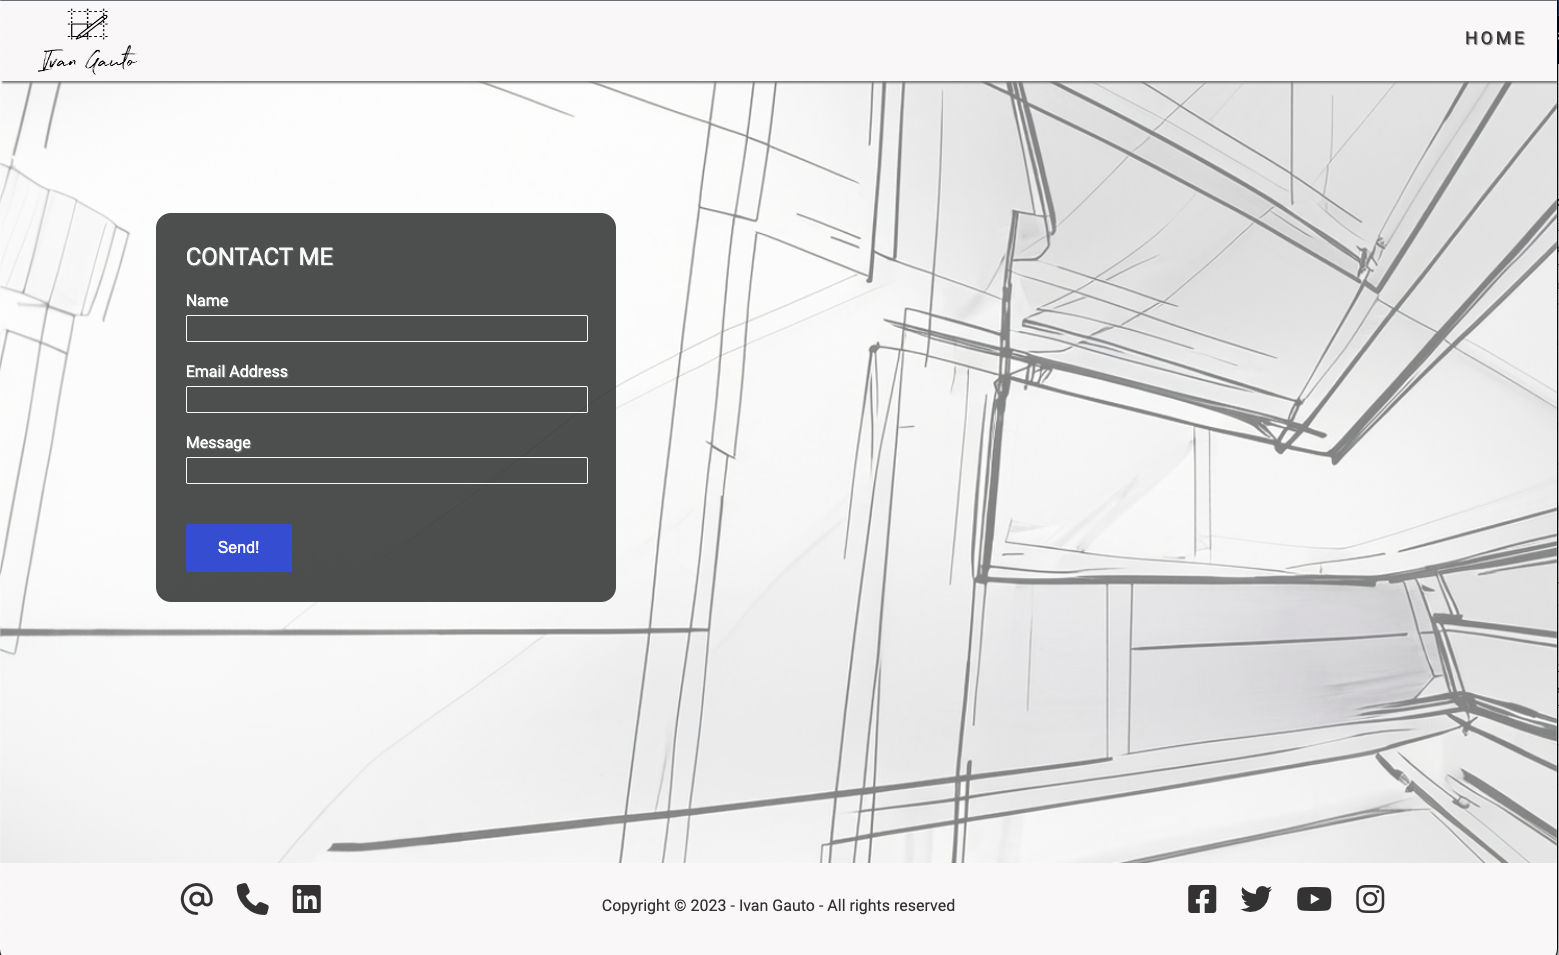 Ivan Gauto
HOME
CONTACT ME
Name
Email Address
Message
Send!
Copyright © 2023 - Ivan Gauto - All rights reserved